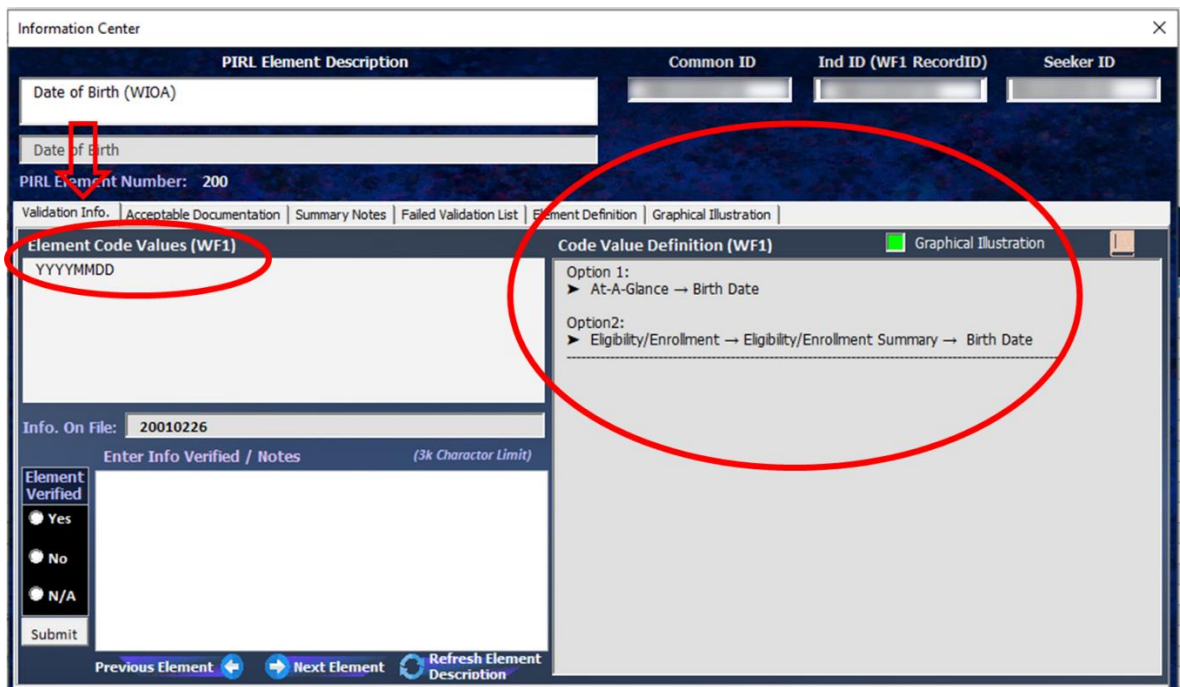 Information Center
PIRL Element Description
Common ID
Ind ID (WF1 RecordID)
Seeker ID
Date of Birth (WIOA)
Date of Birth
PIRL Element Number: 200
Validation Info.
Acceptable Documentation
Summary Notes
Failed Validation List
Element Definition
Graphical Illustration
Element Code Values (WF1)
YYYYMMDD
Code Value Definition (WF1)
Graphical Illustration
Option 1:
➤ At-A-Glance → Birth Date
Option2:
➤ Eligibility/Enrollment → Eligibility/Enrollment Summary → Birth Date
Info. On File: 20010226
Enter Info Verified / Notes
(3k Charactor Limit)
Element
Verified
Yes
No
N/A
Submit
Previous Element
Next Element
Refresh Element
Description